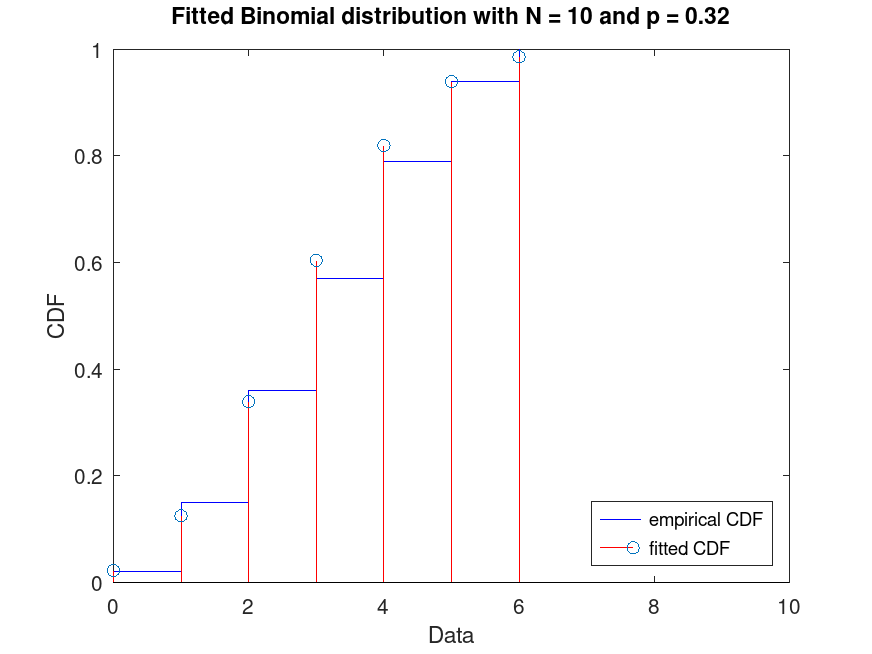 Fitted Binomial distribution with N = 10 and p = 0.32
1
0.8
0.6
0.4
0.2
0
CDF
0 2 4 6 8 10
Data
empirical CDF
fitted CDF